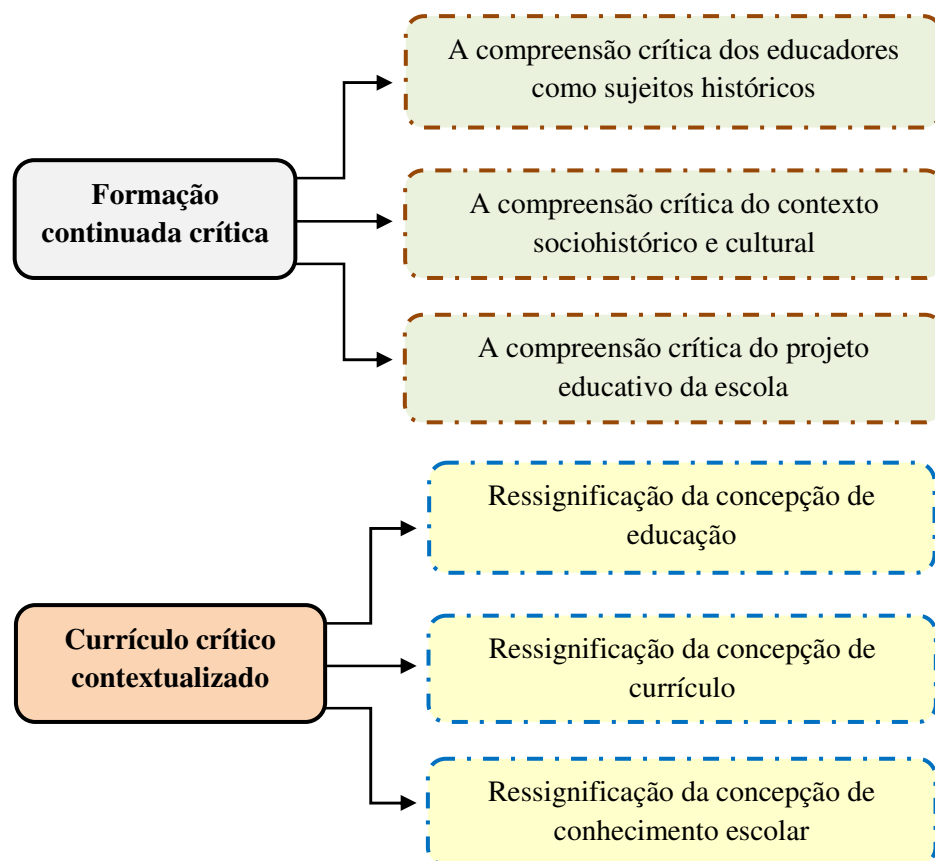 A compreensão crítica dos educadores
como sujeitos históricos
Formação
continuada crítica
A compreensão crítica do contexto
sociohistórico e cultural
A compreensão crítica do projeto
educativo da escola
Ressignificação da concepção de
educação
Currículo crítico
contextualizado
Ressignificação da concepção de
currículo
Ressignificação da concepção de
conhecimento escolar